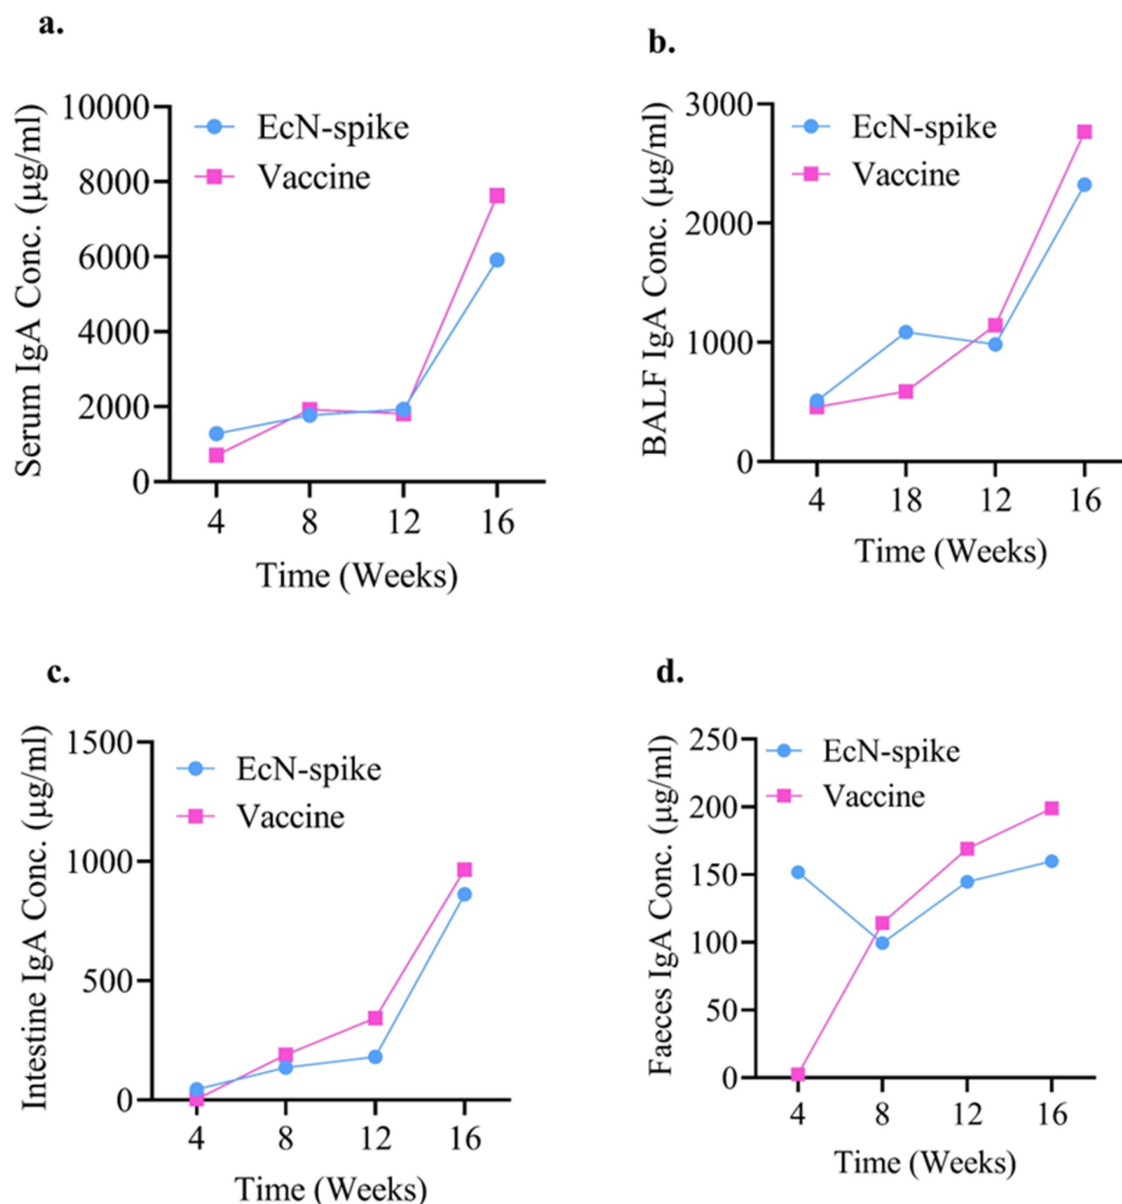 a.
Serum IgA Conc. (µg/ml)
10000
8000
6000
4000
2000
0
EcN-spike
Vaccine
4 8 12 16
Time (Weeks)
b.
BALF IgA Conc. (µg/ml)
3000
2000
1000
0
EcN-spike
Vaccine
4 18 12 16
Time (Weeks)
c.
Intestine IgA Conc. (µg/ml)
1500
1000
500
0
EcN-spike
Vaccine
4 8 12 16
Time (Weeks)
d.
Faeces IgA Conc. (µg/ml)
250
200
150
100
50
0
EcN-spike
Vaccine
4 8 12 16
Time (Weeks)